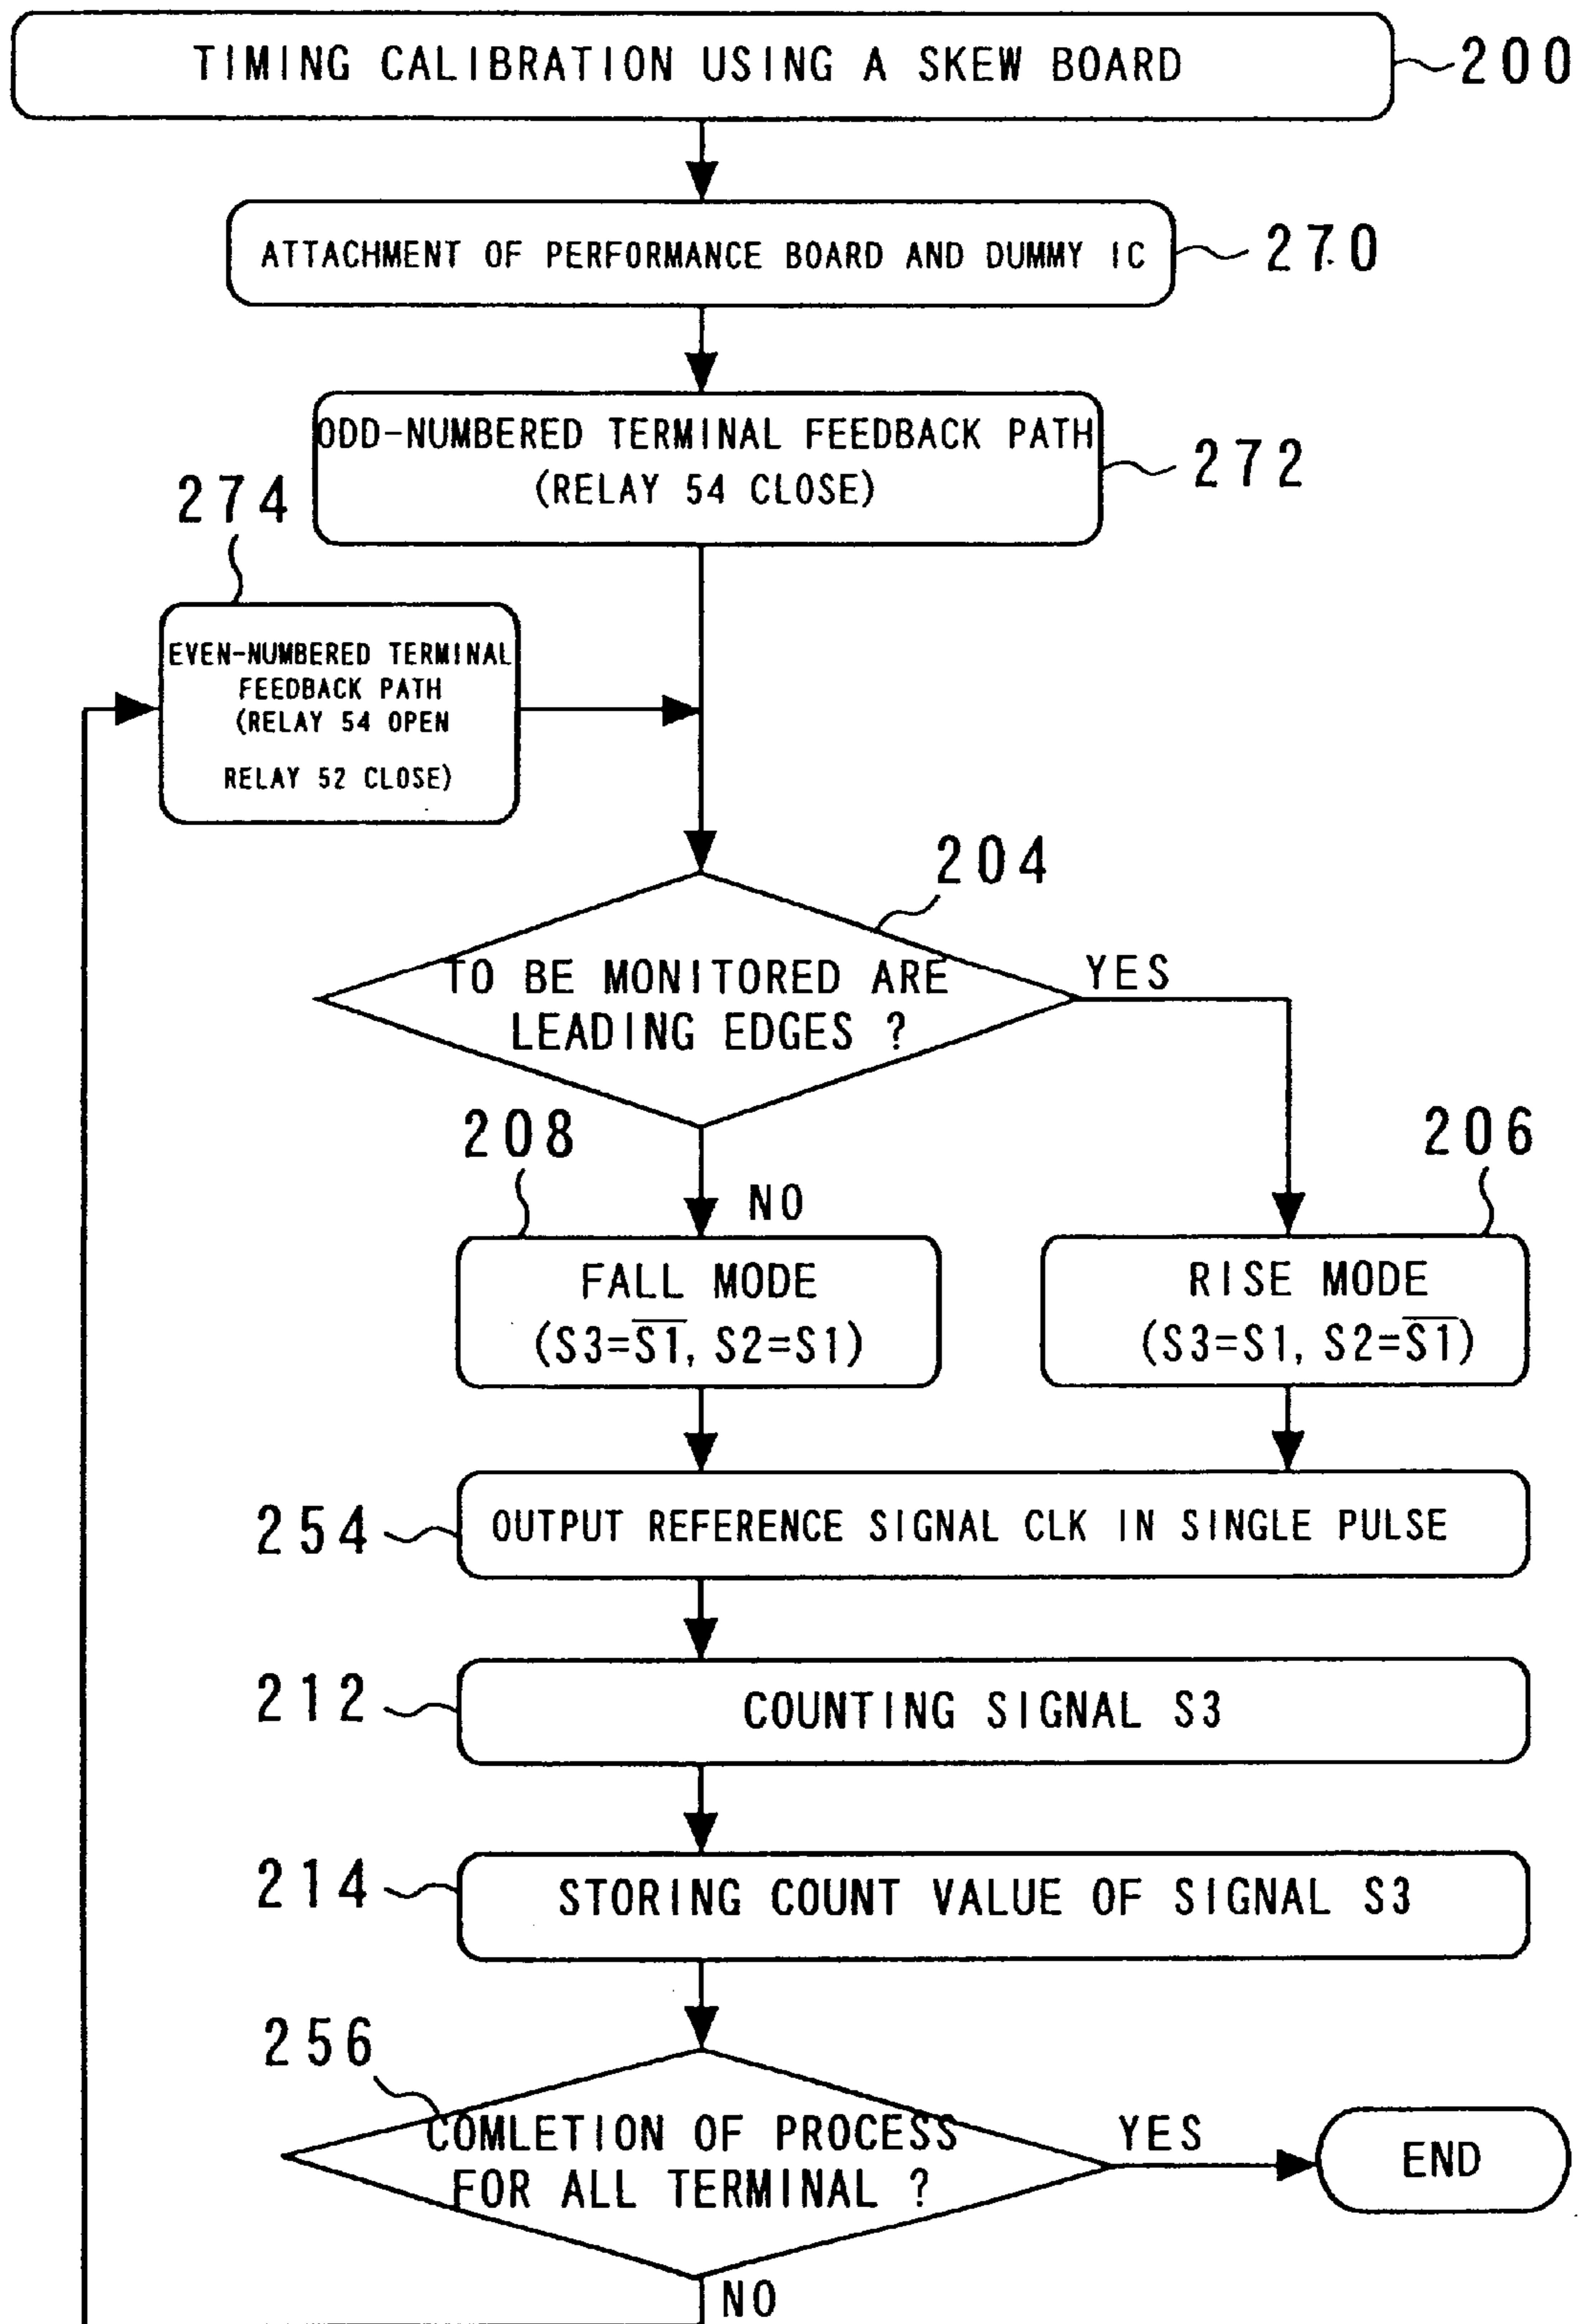 TIMING CALIBRATION USING A SKEW BOARD
200
ATTACHMENT OF PERFORMANCE BOARD AND DUMMY IC
270
ODD-NUMBERED TERMINAL FEEDBACK PATH
(RELAY 54 CLOSE)
272
274
EVEN-NUMBERED TERMINAL
FEEDBACK PATH
(RELAY 54 OPEN
RELAY 52 CLOSE)
204
TO BE MONITORED ARE
LEADING EDGES ?
YES
NO
208
FALL MODE
(S3=S̅1̅, S2=S1)
206
RISE MODE
(S3=S1, S2=S̅1̅)
254
OUTPUT REFERENCE SIGNAL CLK IN SINGLE PULSE
212
COUNTING SIGNAL S3
214
STORING COUNT VALUE OF SIGNAL S3
256
COMLETION OF PROCESS
FOR ALL TERMINAL ?
YES
END
NO